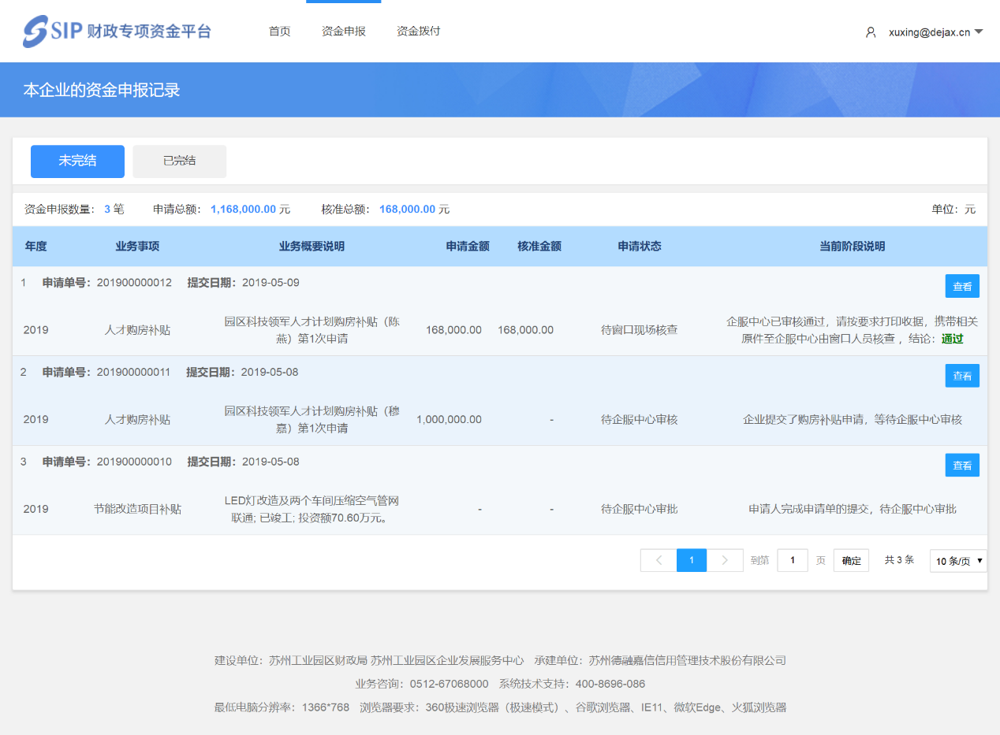 SIP 财政专项资金平台 首页 资金申报 资金拨付 xuxing@dejax.cn
本企业的资金申报记录
未完结 已完结
资金申报数量： 3 笔 申请总额： 1,168,000.00 元 核准总额： 168,000.00 元 单位：元
年度 业务事项 业务概要说明 申请金额 核准金额 申请状态 当前阶段说明
1 申请单号：201900000012 提交日期：2019-05-09 查看
2019 人才购房补贴 园区科技领军人才计划购房补贴（陈 168,000.00 168,000.00 待窗口现场核查 企服中心已审核通过，请按要求打印收据，携带相关
燕）第1次申请 原件至企服中心由窗口人员核查 ，结论：通过
2 申请单号：201900000011 提交日期：2019-05-08 查看
2019 人才购房补贴 园区科技领军人才计划购房补贴（穆 1,000,000.00 - 待企服中心审核 企业提交了购房补贴申请，等待企服中心审核
嘉）第1次申请
3 申请单号：201900000010 提交日期：2019-05-08 查看
2019 节能改造项目补贴 LED灯改造及两个车间压缩空气管网 - - 待企服中心审批 申请人完成申请单的提交，待企服中心审批
联通; 已竣工; 投资额70.60万元。
1 到第 1 页 确定 共 3 条 10 条/页
建设单位：苏州工业园区财政局 苏州工业园区企业发展服务中心 承建单位：苏州德融嘉信信用管理技术股份有限公司
业务咨询：0512-67068000 系统技术支持：400-8696-086
最低电脑分辨率：1366*768 浏览器要求：360极速浏览器（极速模式）、谷歌浏览器、IE11、微软Edge、火狐浏览器